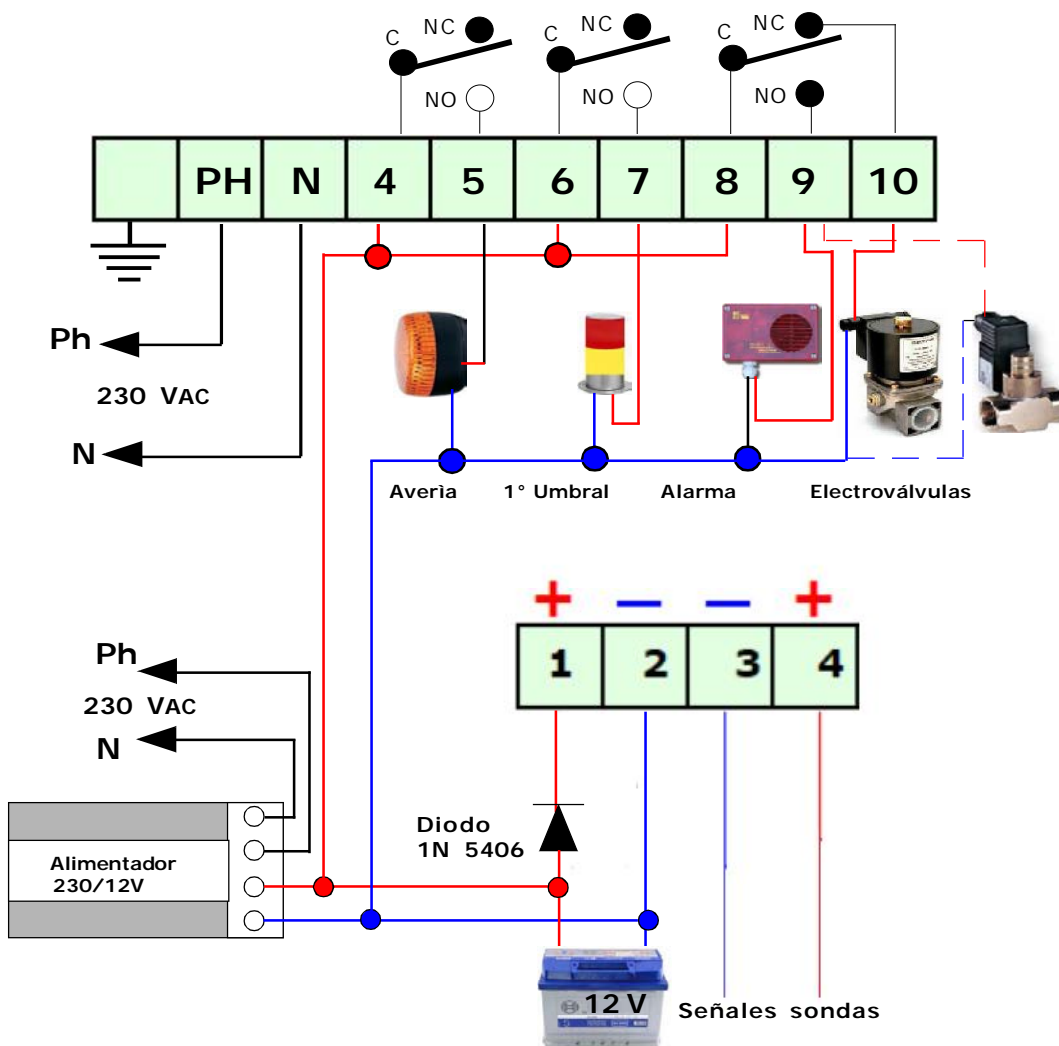 C NC C NC C NC
NO NO NO
PH N 4 5 6 7 8 9 10
Ph
230 VAC
N
Averìa 1° Umbral Alarma Electroválvulas
+ — — +
1 2 3 4
Ph
230 VAC
N
Diodo
1N 5406
Alimentador
230/12V
12 V
Señales sondas